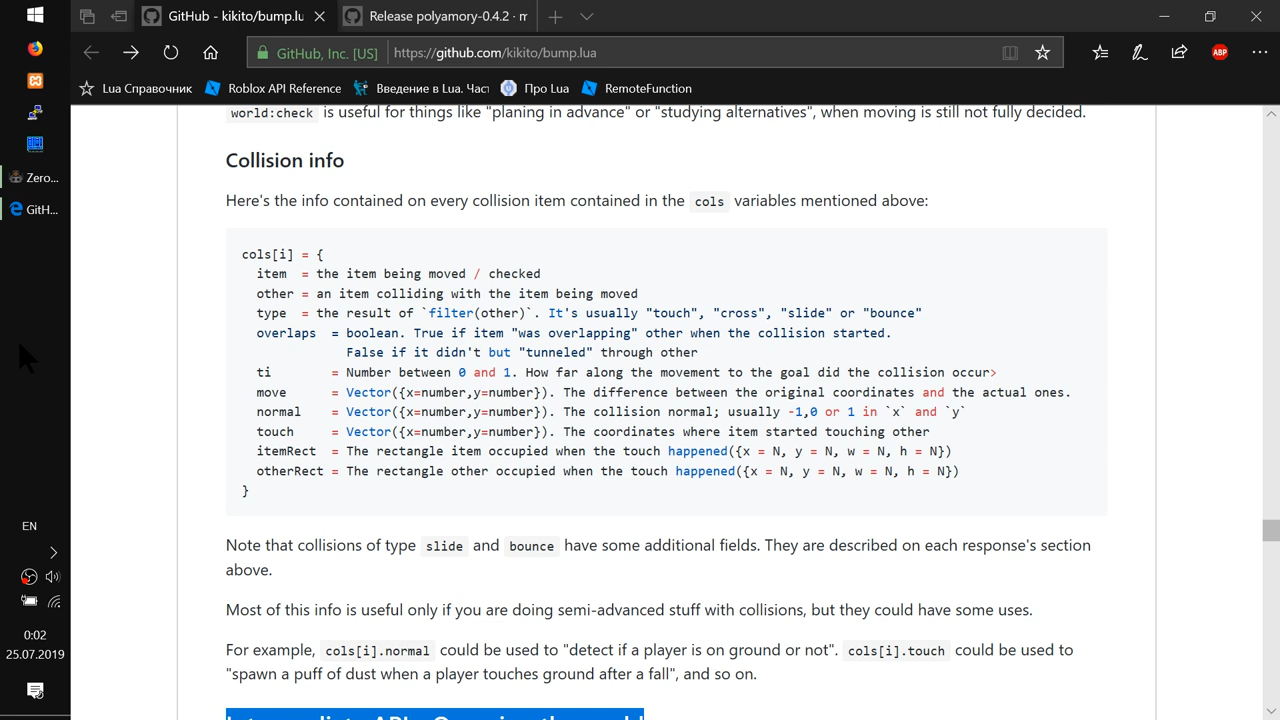 GitHub - kikito/bump.lu
Release polyamory-0.4.2 · m
GitHub, Inc. [US]
https://github.com/kikito/bump.lua
ABP
Lua Справочник
Roblox API Reference
Введение в Lua. Част
Про Lua
RemoteFunction
Zero...
GitH...
EN
0:02
25.07.2019
world:check is useful for things like "planing in advance" or "studying alternatives", when moving is still not fully decided.
Collision info
Here's the info contained on every collision item contained in the cols variables mentioned above:
cols[i] = {
item = the item being moved / checked
other = an item colliding with the item being moved
type = the result of `filter(other)`. It's usually "touch", "cross", "slide" or "bounce"
overlaps = boolean. True if item "was overlapping" other when the collision started.
False if it didn't but "tunneled" through other
ti = Number between 0 and 1. How far along the movement to the goal did the collision occur>
move = Vector({x=number,y=number}). The difference between the original coordinates and the actual ones.
normal = Vector({x=number,y=number}). The collision normal; usually -1,0 or 1 in `x` and `y`
touch = Vector({x=number,y=number}). The coordinates where item started touching other
itemRect = The rectangle item occupied when the touch happened({x = N, y = N, w = N, h = N})
otherRect = The rectangle other occupied when the touch happened({x = N, y = N, w = N, h = N})
}
Note that collisions of type slide and bounce have some additional fields. They are described on each response's section
above.
Most of this info is useful only if you are doing semi-advanced stuff with collisions, but they could have some uses.
For example, cols[i].normal could be used to "detect if a player is on ground or not". cols[i].touch could be used to
"spawn a puff of dust when a player touches ground after a fall", and so on.